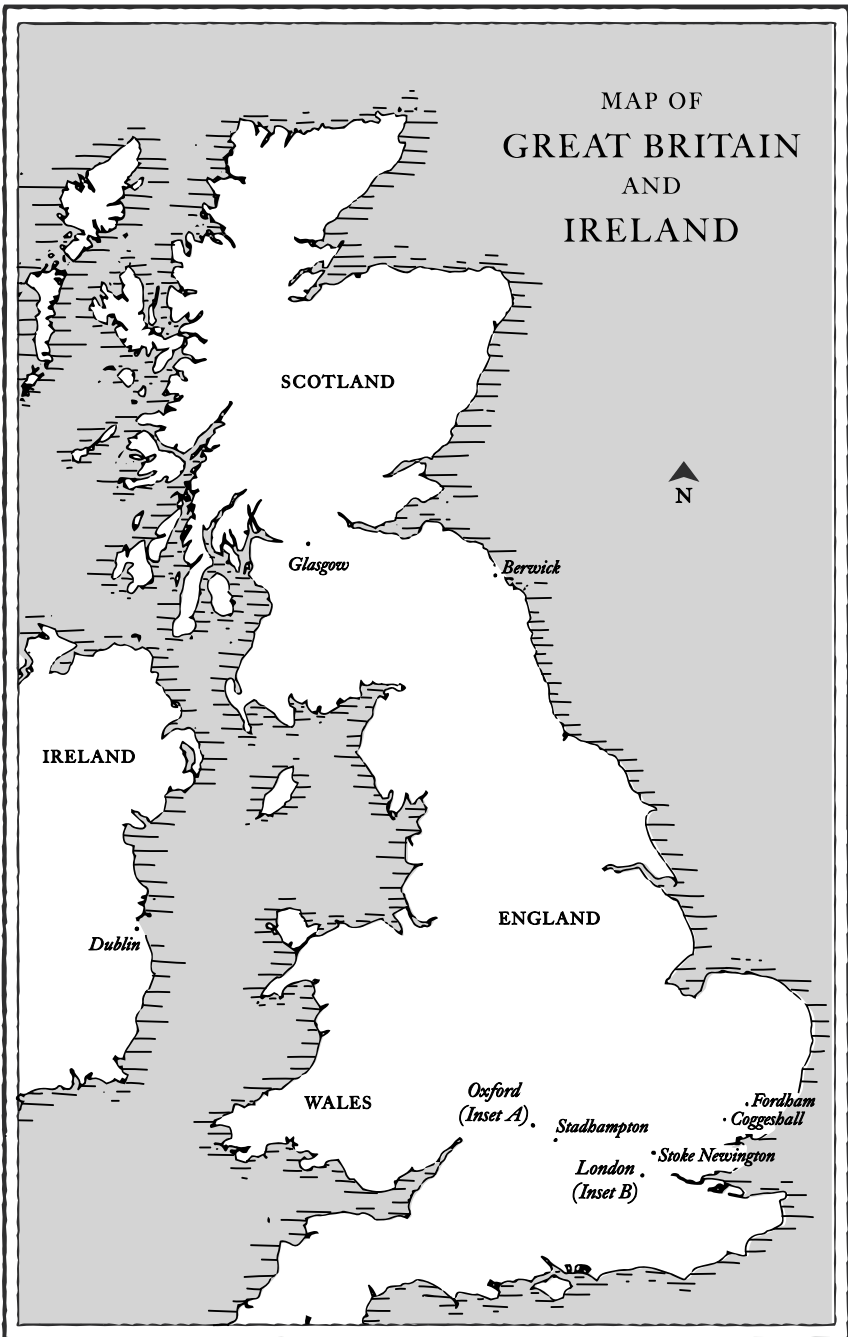 MAP OF
GREAT BRITAIN
AND
IRELAND
SCOTLAND
N
Glasgow
Berwick
IRELAND
ENGLAND
Dublin
WALES
Oxford
(Inset A)
Stadhampton
Fordham
Coggeshall
Stoke Newington
London
(Inset B)